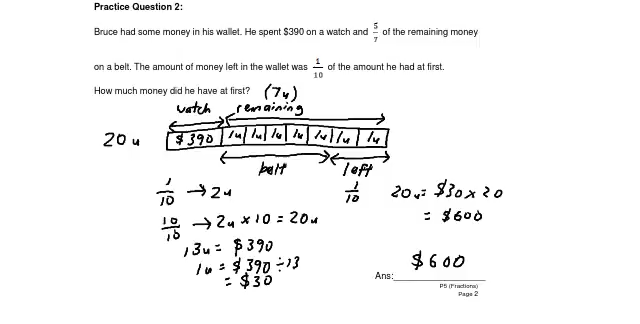 Practice Question 2:
Bruce had some money in his wallet. He spent $390 on a watch and 5/7 of the remaining money
on a belt. The amount of money left in the wallet was 1/10 of the amount he had at first.
How much money did he have at first? (7u)
watch remaining
20u $390 1u 1u 1u 1u 1u 1u 1u
belt left
1/10 → 2u 1/10 20u = $30 x 20
10/10 → 2u x 10 = 20u = $600
13u = $390
1u = $390 ÷ 13 $600
= $30 Ans:
P5 (Fractions)
Page 2